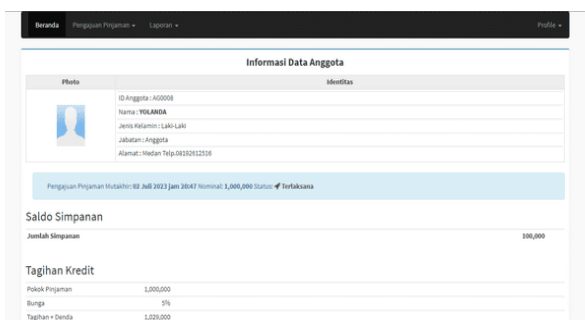 Beranda Pengajuan Pinjaman Laporan Profile
Informasi Data Anggota
Photo Identitas
ID Anggota : AG0008
Nama : YOLANDA
Jenis Kelamin : Laki-Laki
Jabatan : Anggota
Alamat : Medan Telp.08192612516
Pengajuan Pinjaman Mutakhir: 02 Juli 2023 jam 20:47 Nominal: 1,000,000 Status: Terlaksana
Saldo Simpanan
Jumlah Simpanan 100,000
Tagihan Kredit
Pokok Pinjaman 1,000,000
Bunga 5%
Tagihan + Denda 1,029,000